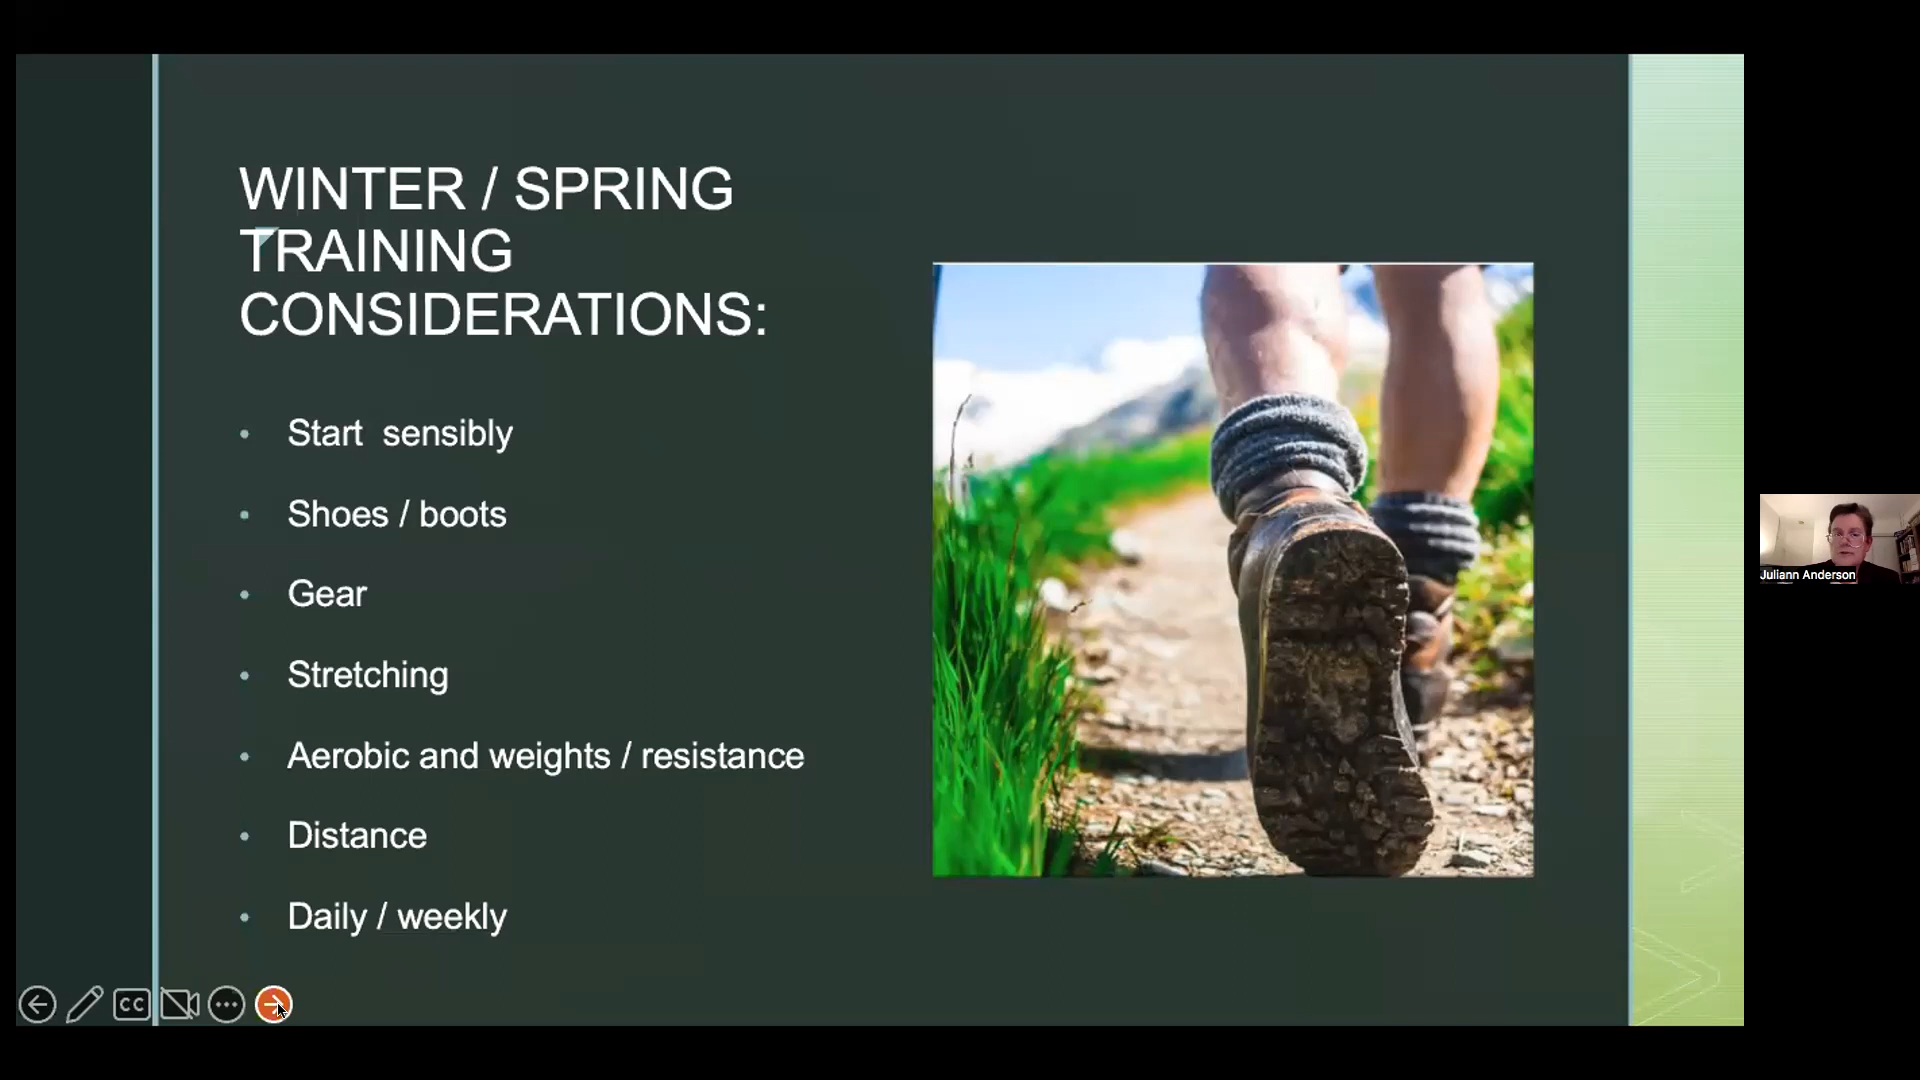 WINTER / SPRING
TRAINING
CONSIDERATIONS:
• Start  sensibly
• Shoes / boots
• Gear
• Stretching
• Aerobic and weights / resistance
• Distance
• Daily / weekly
CC
Juliann Anderson